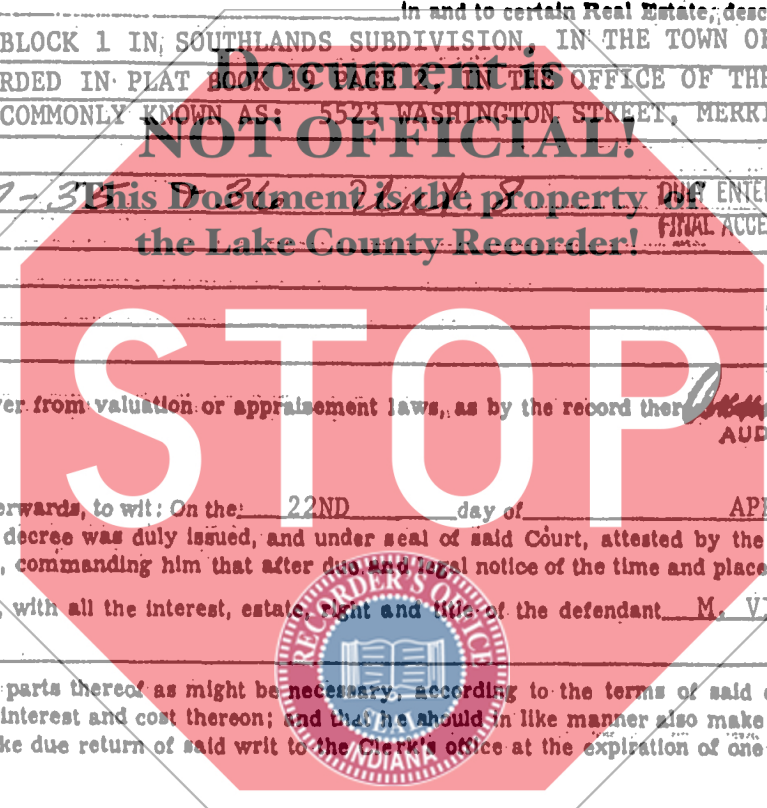 in and to certain Real Estate, desc
BLOCK 1 IN SOUTHLANDS SUBDIVISION, IN THE TOWN OF
Document is
RDED IN PLAT BOOK 19 PAGE 2, IN THE OFFICE OF THE
COMMONLY KNOWN AS: 5523 WASHINGTON STREET, MERRI
NOT OFFICIAL!
This Document is the property of
DULY ENTE
the Lake County Recorder!
FINAL ACCE
STOP
ver from valuation or appraisement laws, as by the record ther
AUD
erwards, to wit: On the 22ND day of APR
decree was duly issued, and under seal of said Court, attested by the
, commanding him that after due and legal notice of the time and place
RECORDER'S OFFICE
, with all the interest, estate, right and title of the defendant M. VI
parts thereof as might be necessary, according to the terms of said
interest and cost thereon; and that he should in like manner also make
SEAL
ke due return of said writ to the Clerk's office at the expiration of one
INDIANA